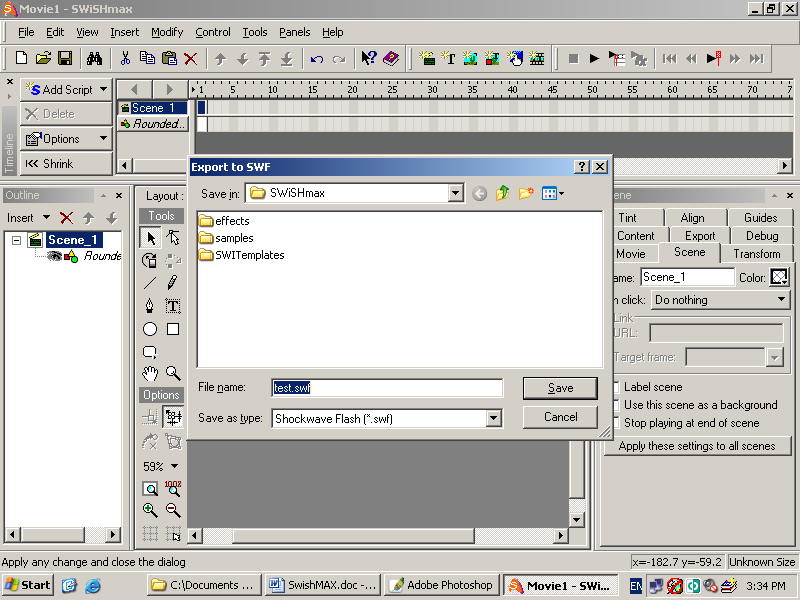 Movie1 - SWiSHmax
File Edit View Insert Modify Control Tools Panels Help
Add Script
Delete
Options
Shrink
Timeline
1 5 10 15 20 25 30 35 40 45 50 55 60 65 70 7
Scene_1
Rounded...
Outline
Insert
Scene_1
Rounde
Layout:
Tools
Options
59%
100%
Export to SWF
Save in: SWiSHmax
effects
samples
SWITemplates
File name: test.swf
Save
Save as type: Shockwave Flash (*.swf)
Cancel
ene
Tint Align Guides
Content Export Debug
Movie Scene Transform
ame: Scene_1 Color:
n click: Do nothing
Link
URL:
Target frame:
Label scene
Use this scene as a background
Stop playing at end of scene
Apply these settings to all scenes
Apply any change and close the dialog
x=-182.7 y=-59.2 Unknown Size
Start C:\Documents ... SwishMAX.doc -... Adobe Photoshop Movie1 - SWi... EN 3:34 PM